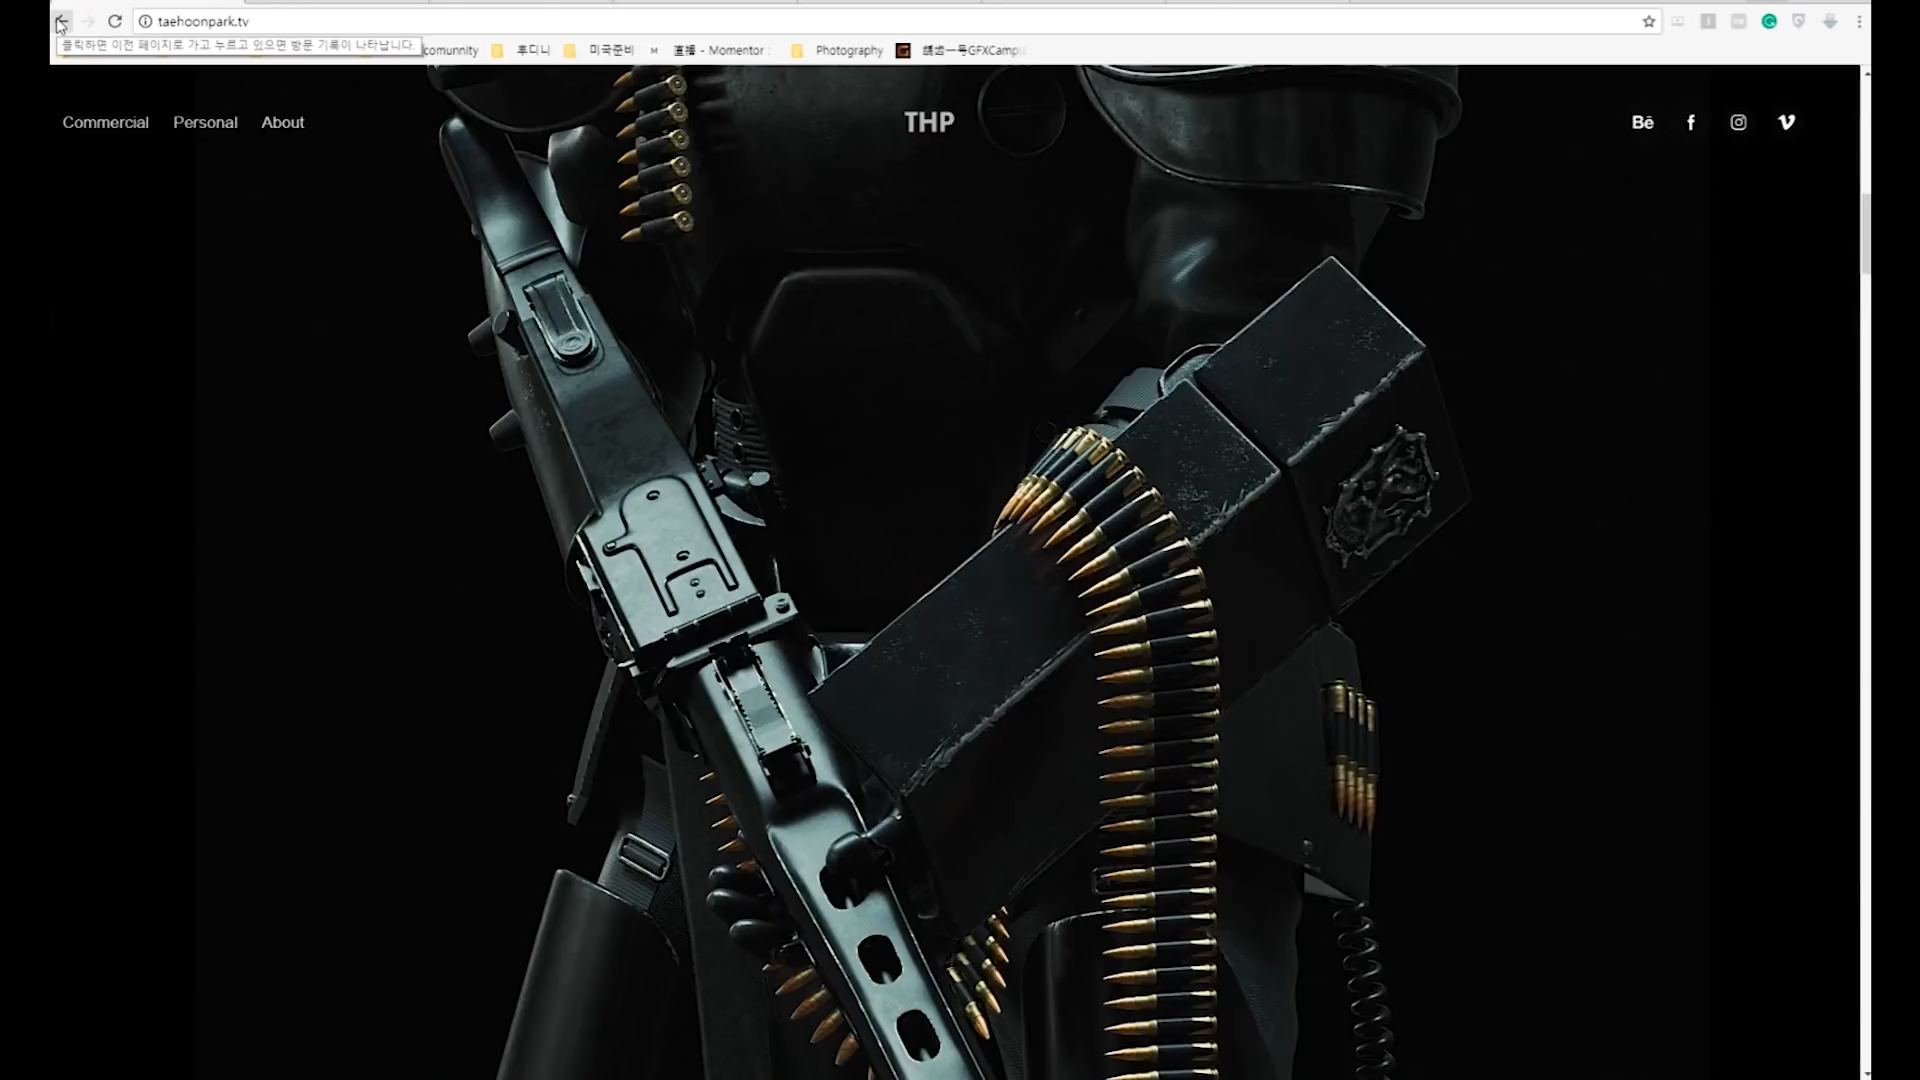 taehoonpark.tv
클릭하면 이전 페이지로 가고 누르고 있으면 방문 기록이 나타납니다.
comunnity 후디니 미국준비 M 直播 - Momentor : Photography
Commercial Personal About THP Bē f